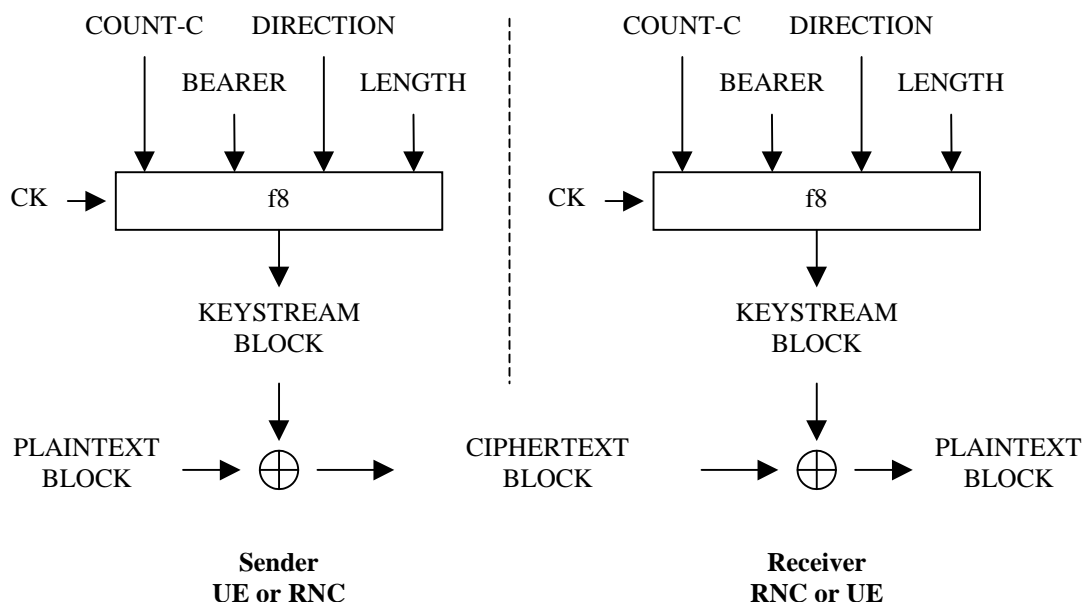 COUNT-C DIRECTION COUNT-C DIRECTION
BEARER LENGTH BEARER LENGTH
CK f8 CK f8
KEYSTREAM KEYSTREAM
BLOCK BLOCK
PLAINTEXT CIPHERTEXT PLAINTEXT
BLOCK BLOCK BLOCK
Sender Receiver
UE or RNC RNC or UE